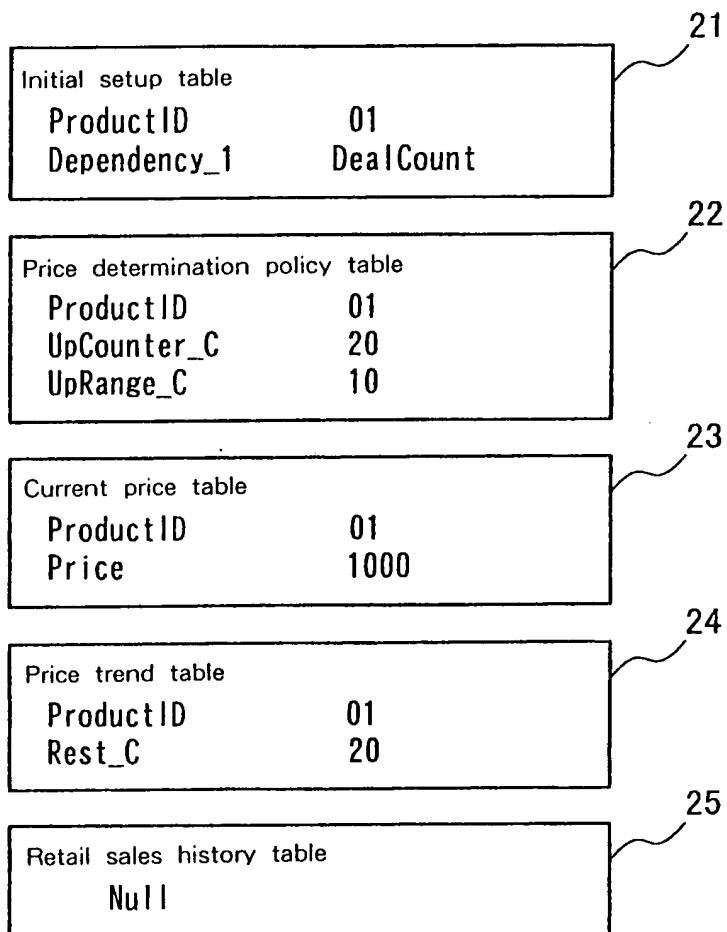 21
Initial setup table
ProductID 01
Dependency_1 DealCount
22
Price determination policy table
ProductID 01
UpCounter_C 20
UpRange_C 10
23
Current price table
ProductID 01
Price 1000
24
Price trend table
ProductID 01
Rest_C 20
25
Retail sales history table
Null